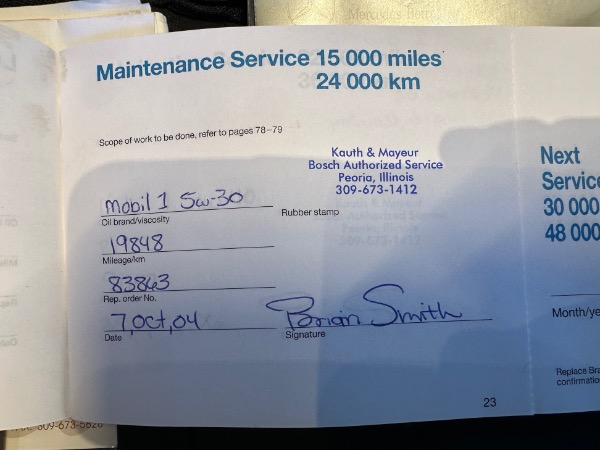 Maintenance Service 15 000 miles
24 000 km
Scope of work to be done, refer to pages 78–79
Kauth & Mayeur
Bosch Authorized Service
Peoria, Illinois
309-673-1412
Rubber stamp
Mobil 1 5w-30
Oil brand/viscosity
19848
Mileage/km
83863
Rep. order No.
7,Oct,04
Date
Brian Smith
Signature
23
Next
Service
30 000
48 000
Month/ye
Replace Bra
confirmatio
309-673-5820